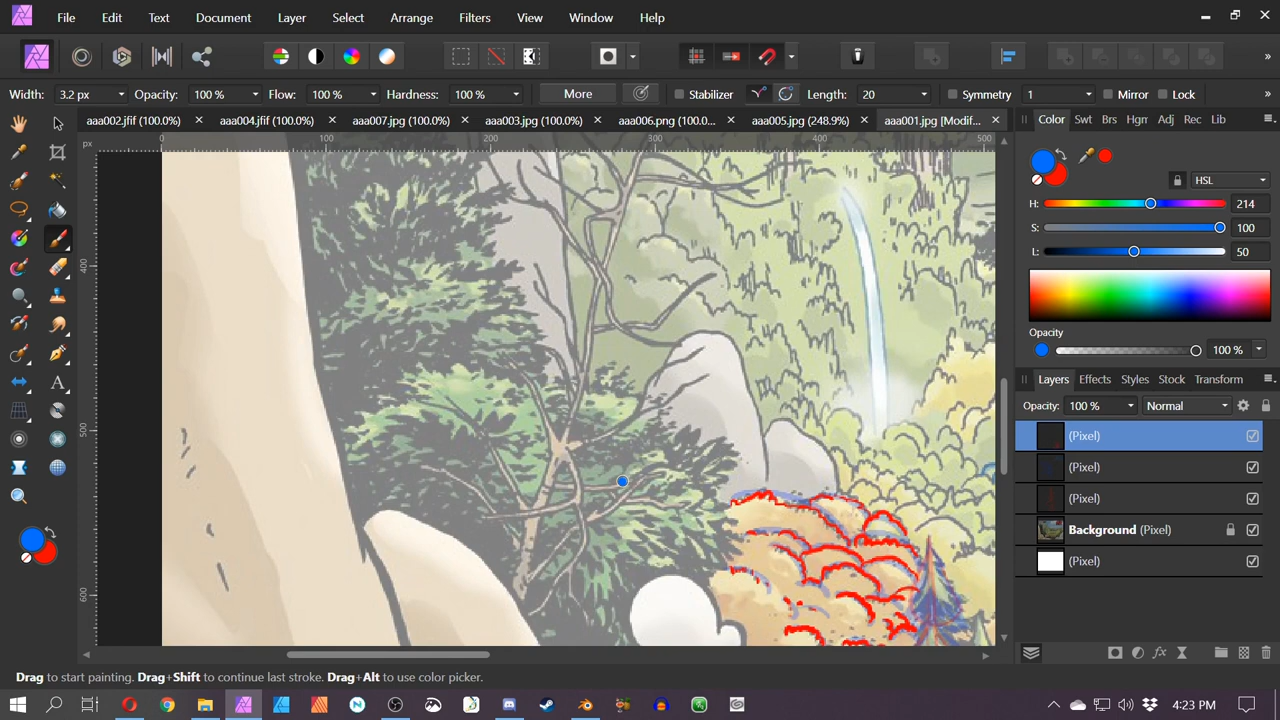 File Edit Text Document Layer Select Arrange Filters View Window Help
Width: 3.2 px Opacity: 100 % Flow: 100 % Hardness: 100 % More Stabilizer Length: 20 Symmetry 1 Mirror Lock
aaa002.jfif (100.0%) aaa004.jfif (100.0%) aaa007.jpg (100.0%) aaa003.jpg (100.0%) aaa006.png (100.0... aaa005.jpg (248.9%) aaa001.jpg [Modif...
Color Swt Brs Hgrr Adj Rec Lib
px 0 100 200 300 400 500
HSL
H: 214
S: 100
L: 50
400
Opacity
100 %
Layers Effects Styles Stock Transform
Opacity: 100 % Normal
500
(Pixel)
(Pixel)
(Pixel)
Background (Pixel)
(Pixel)
600
Drag to start painting. Drag+Shift to continue last stroke. Drag+Alt to use color picker.
4:23 PM